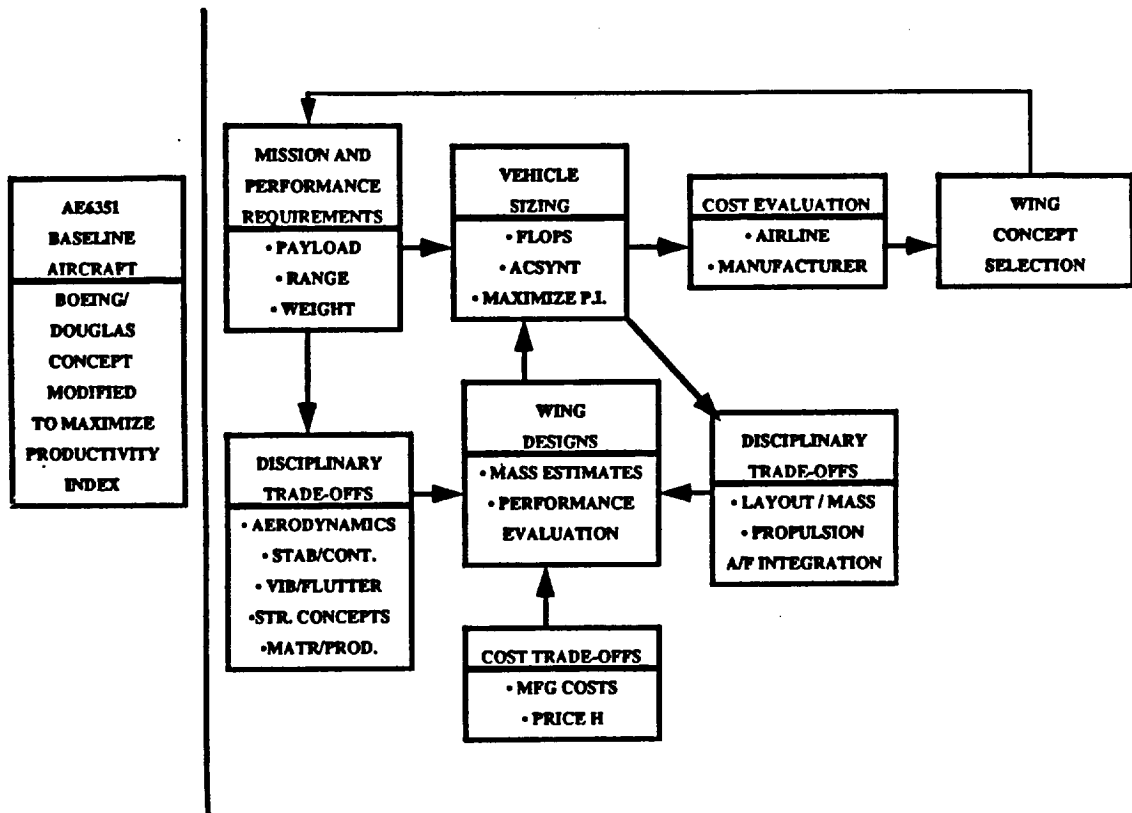 AE6351
BASELINE
AIRCRAFT
BOEING/
DOUGLAS
CONCEPT
MODIFIED
TO MAXIMIZE
PRODUCTIVITY
INDEX
MISSION AND
PERFORMANCE
REQUIREMENTS
• PAYLOAD
• RANGE
• WEIGHT
VEHICLE
SIZING
• FLOPS
ACSYNT
• MAXIMIZE P.I.
COST EVALUATION
• AIRLINE
• MANUFACTURER
WING
CONCEPT
SELECTION
DISCIPLINARY
TRADE-OFFS
• AERODYNAMICS
• STAB/CONT.
• VIB/FLUTTER
•STR. CONCEPTS
• MATR/PROD.
WING
DESIGNS
• MASS ESTIMATES
• PERFORMANCE
EVALUATION
DISCIPLINARY
TRADE-OFFS
• LAYOUT / MASS
• PROPULSION
A/F INTEGRATION
COST TRADE-OFFS
• MFG COSTS
• PRICE H